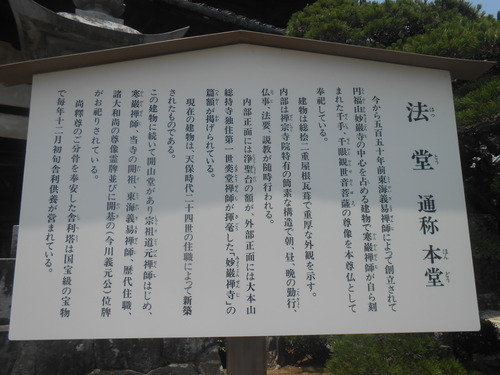 法堂 通称 本堂
はっとう ほんどう
今から五百五十年前東海義易禅師によって創立されて
円福山妙厳寺の中心を占める建物で寒巌禅師が自ら刻
まれた千手、千眼観世音菩薩の尊像を本尊仏として
奉祀している。
建物は総桧二重屋根瓦葺で重厚な外観を示す。
内部は禅宗寺院特有の簡素な構造で朝、昼、晩の勤行、
仏事、法要、説教が随時行われる。
内部正面には浄聖台の額が、外部正面には大本山
総持寺独住第一世奕堂禅師が揮毫した「妙厳禅寺」の
篇額が掲げられている。
現在の建物は、天保時代二十四世の住職によって新築
されたものである。
この建物に続いて開山堂があり宗祖道元禅師はじめ、
寒巌禅師、当寺の開祖、東海義易禅師、歴代住職、
諸大和尚の尊像霊牌並びに開基の(今川義元公)位牌
がお祀りされている。
尚釋尊のご分骨を奉安した舎利塔は国宝級の宝物
で毎年十二月初旬舎利供養が営まれている。